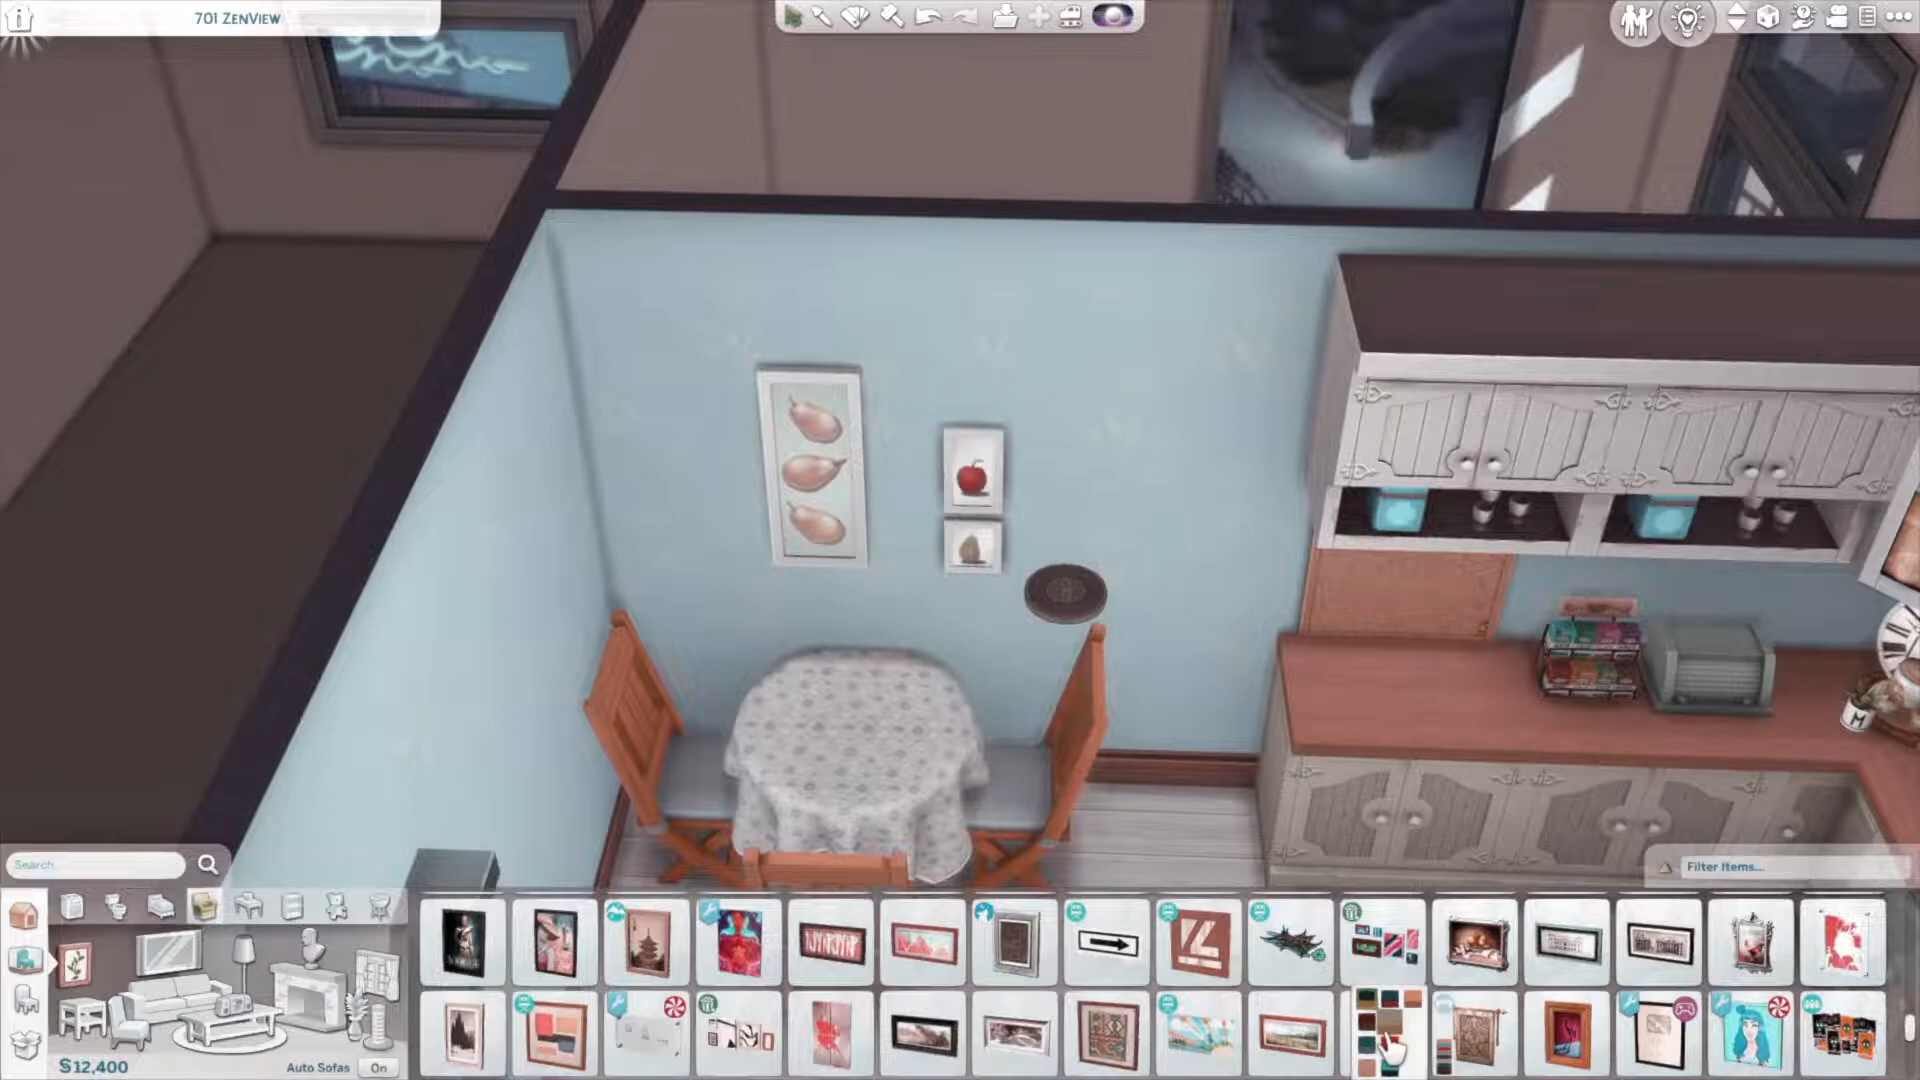 701 ZenView
Search
Filter Items...
M
§12,400
Auto Sofas
On